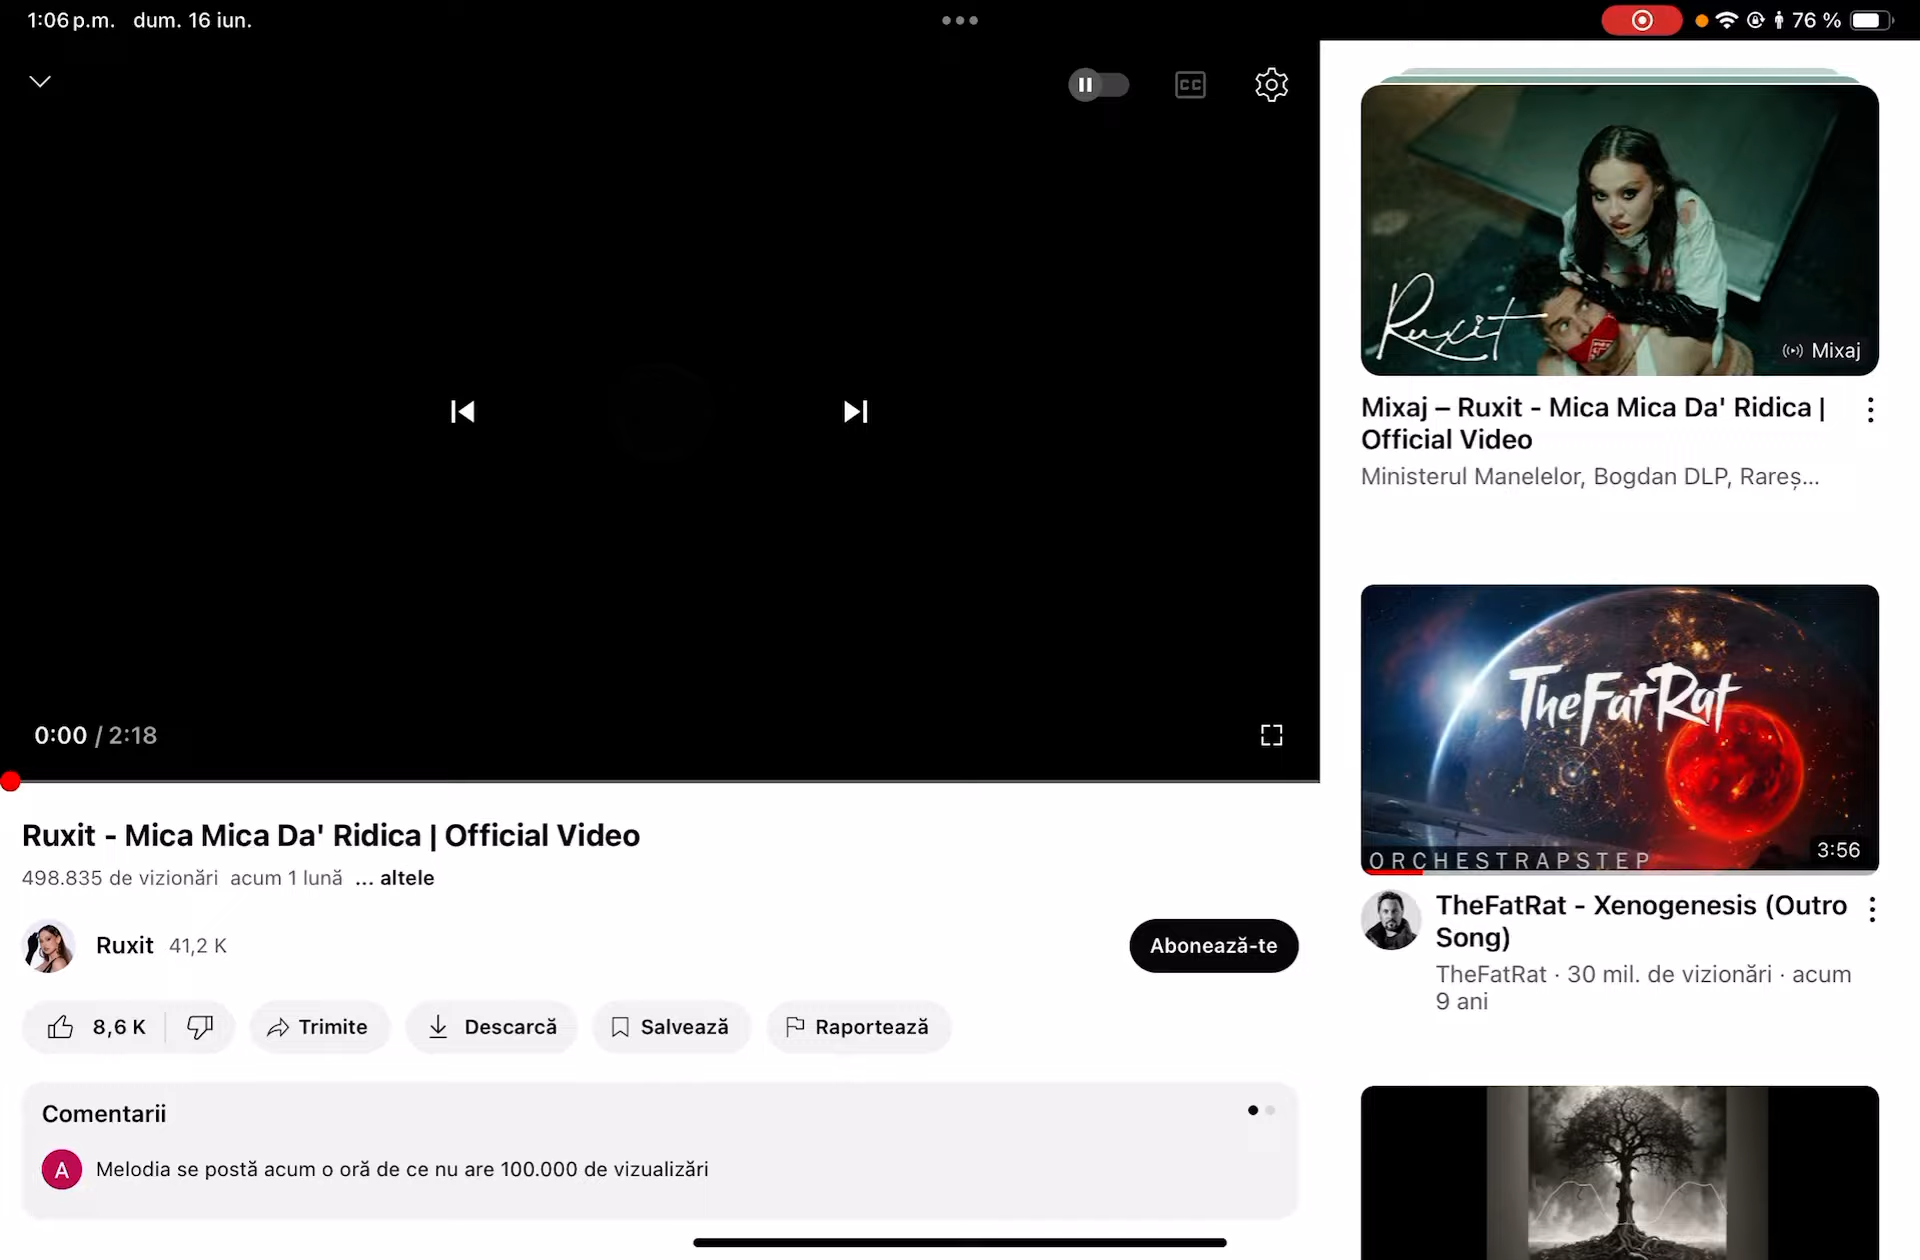 1:06 p.m. dum. 16 iun.
76 %
CC
0:00 / 2:18
Ruxit - Mica Mica Da' Ridica | Official Video
498.835 de vizionări acum 1 lună ... altele
Ruxit 41,2 K
Abonează-te
8,6 K
Trimite
Descarcă
Salvează
Raportează
Comentarii
A
Melodia se postă acum o oră de ce nu are 100.000 de vizualizări
Ruxit
Mixaj
Mixaj – Ruxit - Mica Mica Da' Ridica |
Official Video
Ministerul Manelelor, Bogdan DLP, Rareș...
TheFatRat
ORCHESTRAPSTEP
3:56
TheFatRat - Xenogenesis (Outro
Song)
TheFatRat · 30 mil. de vizionări · acum
9 ani